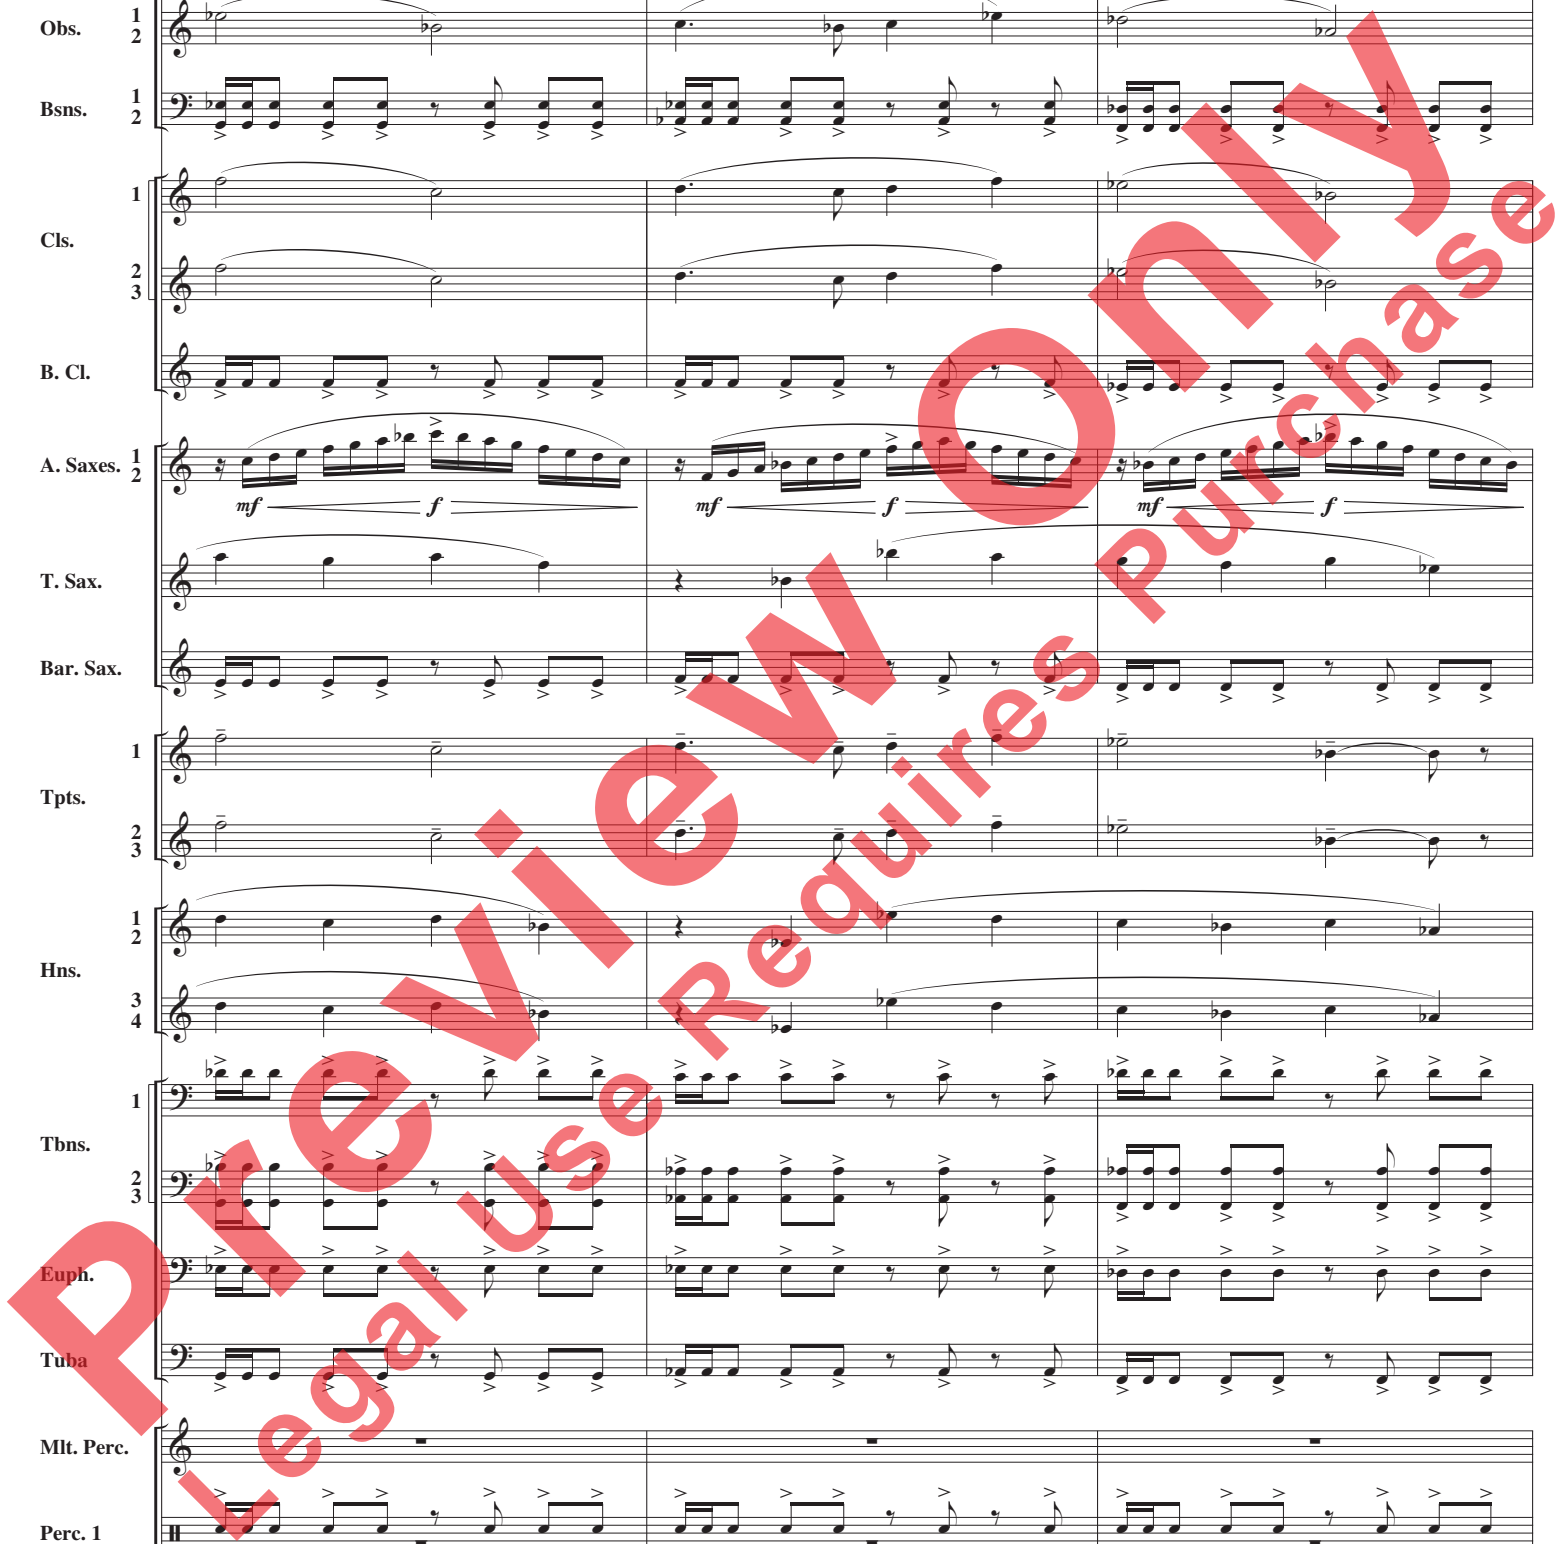 Obs. 1 2
Bsns. 1 2
1
Cls.
2 3
B. Cl.
A. Saxes. 1 2
mf f mf f mf f
T. Sax.
Bar. Sax.
1
Tpts.
2 3
1 2
Hns.
3 4
1
Tbns.
2 3
Euph.
Tuba
Mlt. Perc.
Perc. 1
Preview Only
Legal Use Requires Purchase